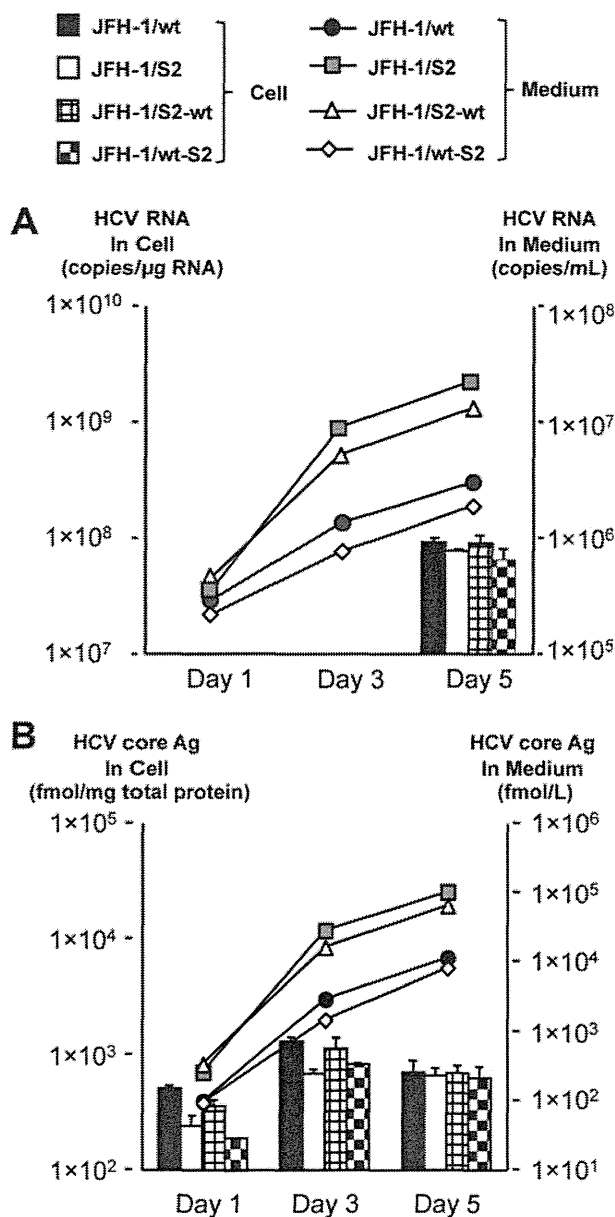 JFH-1/wt
JFH-1/S2
JFH-1/S2-wt
JFH-1/wt-S2
Cell
JFH-1/wt
JFH-1/S2
JFH-1/S2-wt
JFH-1/wt-S2
Medium
A
HCV RNA
In Cell
(copies/µg RNA)
HCV RNA
In Medium
(copies/mL)
1×10¹⁰
1×10⁹
1×10⁸
1×10⁷
1×10⁸
1×10⁷
1×10⁶
1×10⁵
Day 1 Day 3 Day 5
B
HCV core Ag
In Cell
(fmol/mg total protein)
HCV core Ag
In Medium
(fmol/L)
1×10⁵
1×10⁴
1×10³
1×10²
1×10⁶
1×10⁵
1×10⁴
1×10³
1×10²
1×10¹
Day 1 Day 3 Day 5